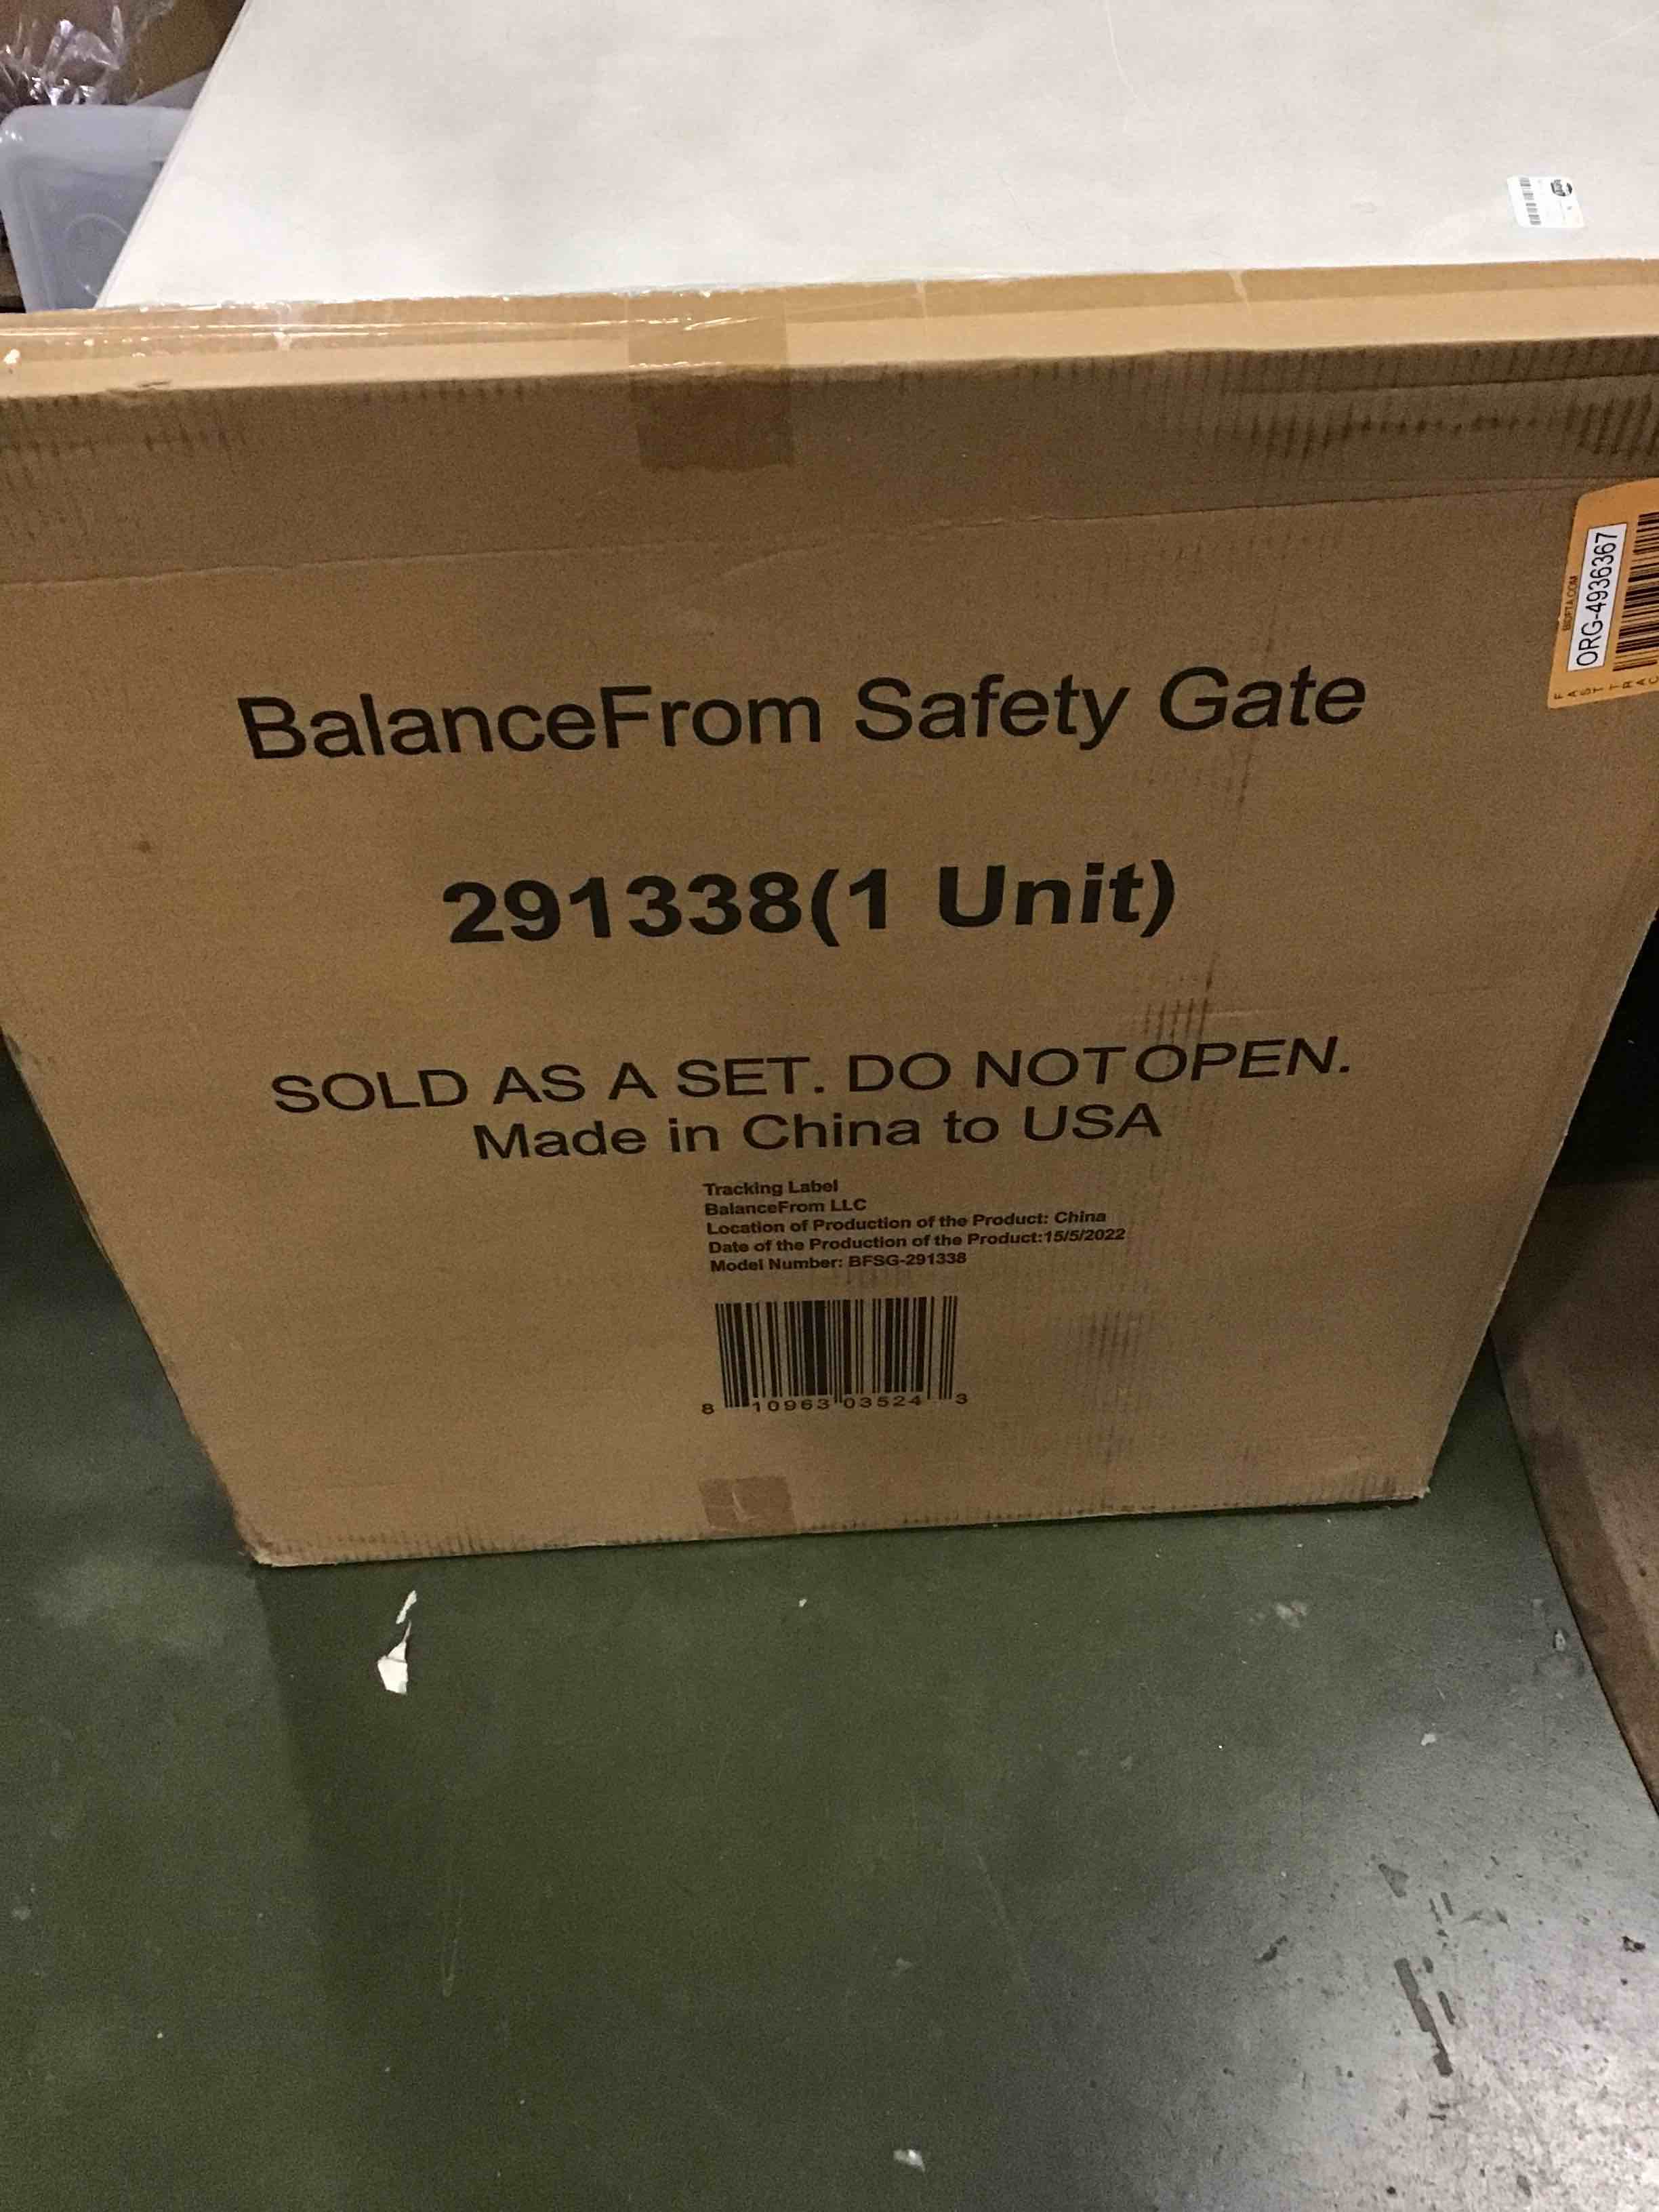 BalanceFrom Safety Gate
291338(1 Unit)
SOLD AS A SET. DO NOT OPEN.
Made in China to USA
Tracking Label
BalanceFrom LLC
Location of Production of the Product: China
Date of the Production of the Product:15/5/2022
Model Number: BFSG-291338
8 10963 03524 3
BIDFTA.COM
ORG-4936367